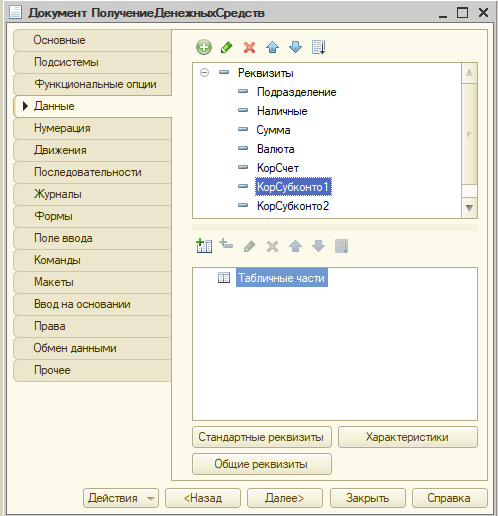 Документ ПолучениеДенежныхСредств
Основные
Подсистемы
Функциональные опции
Данные
Нумерация
Движения
Последовательности
Журналы
Формы
Поле ввода
Команды
Макеты
Ввод на основании
Права
Обмен данными
Прочее
Реквизиты
Подразделение
Наличные
Сумма
Валюта
КорСчет
КорСубконто1
КорСубконто2
Табличные части
Стандартные реквизиты
Характеристики
Общие реквизиты
Действия
<Назад
Далее>
Закрыть
Справка